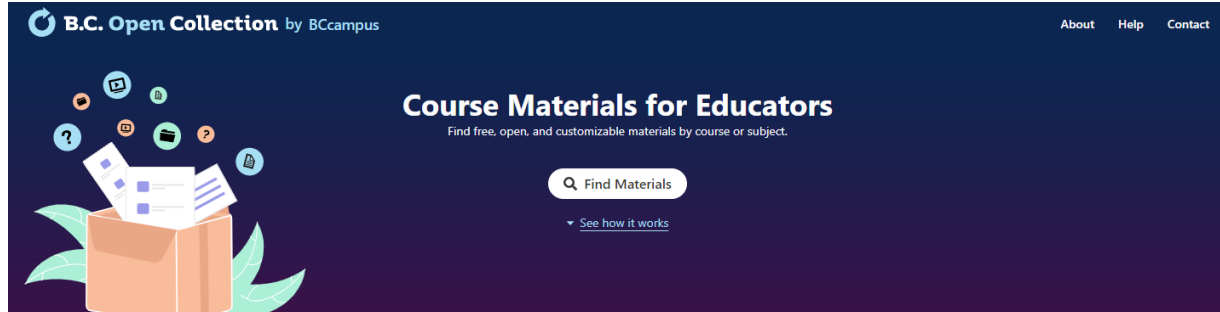 B.C. Open Collection by BCcampus
About Help Contact
Course Materials for Educators
Find free, open, and customizable materials by course or subject.
Find Materials
See how it works